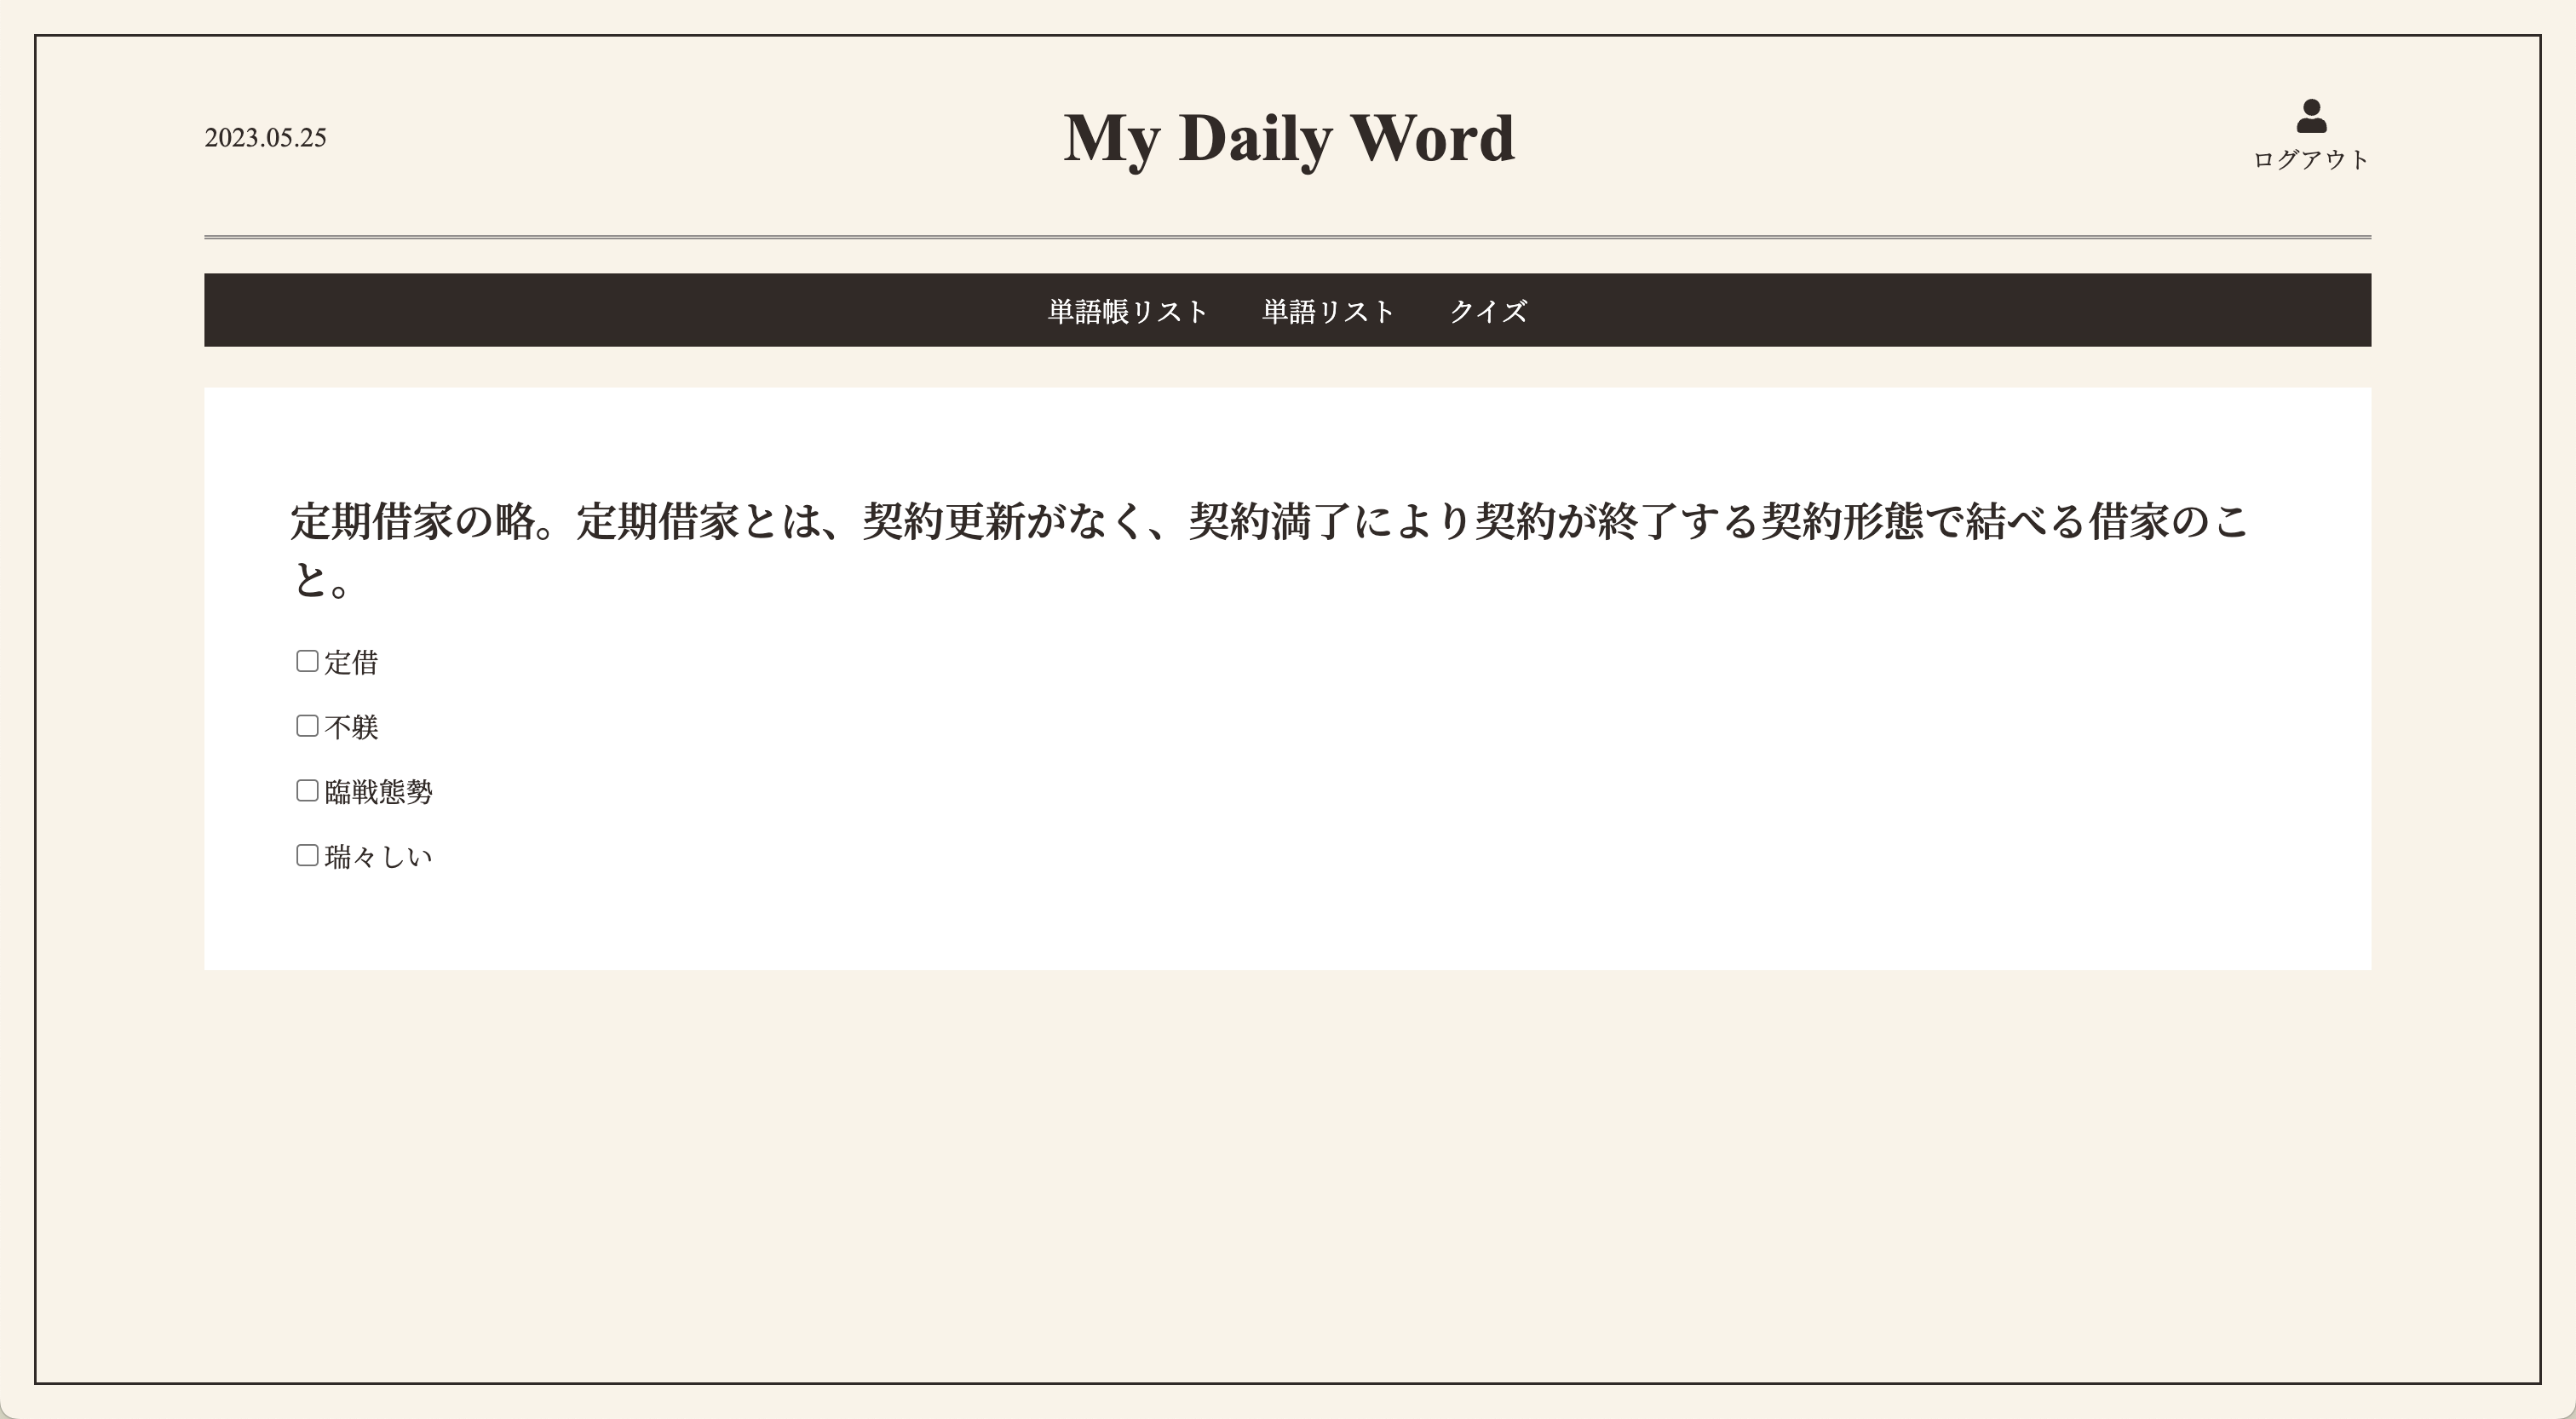 2023.05.25
My Daily Word
ログアウト
単語帳リスト 単語リスト クイズ
定期借家の略。定期借家とは、契約更新がなく、契約満了により契約が終了する契約形態で結べる借家のこ
と。
定借
不躾
臨戦態勢
瑞々しい